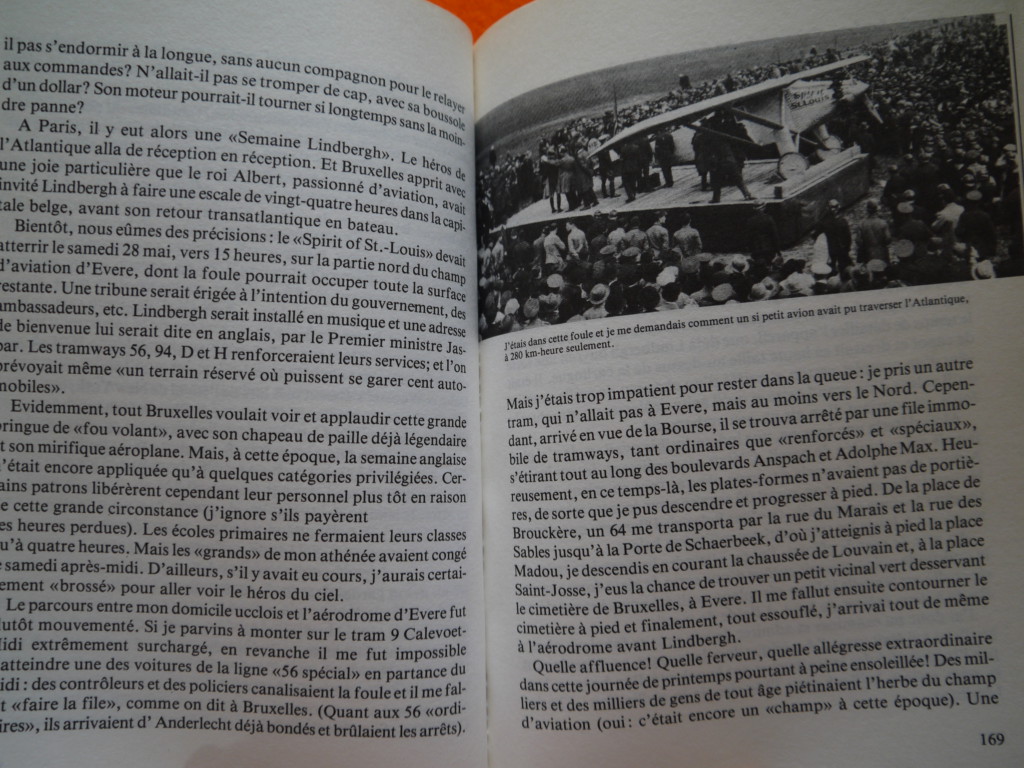 il pas s'endormir à la longue, sans aucun compagnon pour le relayer
aux commandes? N'allait-il pas se tromper de cap, avec sa boussole
d'un dollar? Son moteur pourrait-il tourner si longtemps sans la moin-
dre panne?
A Paris, il y eut alors une «Semaine Lindbergh». Le héros de
l'Atlantique alla de réception en réception. Et Bruxelles apprit avec
une joie particulière que le roi Albert, passionné d'aviation, avait
invité Lindbergh à faire une escale de vingt-quatre heures dans la capi-
tale belge, avant son retour transatlantique en bateau.
Bientôt, nous eûmes des précisions : le «Spirit of St.-Louis» devait
atterrir le samedi 28 mai, vers 15 heures, sur la partie nord du champ
d'aviation d'Evere, dont la foule pourrait occuper toute la surface
restante. Une tribune serait érigée à l'intention du gouvernement, des
ambassadeurs, etc. Lindbergh serait installé en musique et une adresse
de bienvenue lui serait dite en anglais, par le Premier ministre Jas-
par. Les tramways 56, 94, D et H renforceraient leurs services; et l'on
prévoyait même «un terrain réservé où puissent se garer cent auto-
mobiles».
Evidemment, tout Bruxelles voulait voir et applaudir cette grande
bringue de «fou volant», avec son chapeau de paille déjà légendaire
et son mirifique aéroplane. Mais, à cette époque, la semaine anglaise
n'était encore appliquée qu'à quelques catégories privilégiées. Cer-
tains patrons libérèrent cependant leur personnel plus tôt en raison
de cette grande circonstance (j'ignore s'ils payèrent
les heures perdues). Les écoles primaires ne fermaient leurs classes
qu'à quatre heures. Mais les «grands» de mon athénée avaient congé
le samedi après-midi. D'ailleurs, s'il y avait eu cours, j'aurais certai-
nement «brossé» pour aller voir le héros du ciel.
Le parcours entre mon domicile ucclois et l'aérodrome d'Evere fut
plutôt mouvementé. Si je parvins à monter sur le tram 9 Calevoet-
Midi extrêmement surchargé, en revanche il me fut impossible
d'atteindre une des voitures de la ligne «56 spécial» en partance du
Midi : des contrôleurs et des policiers canalisaient la foule et il me fal-
lut «faire la file», comme on dit à Bruxelles. (Quant aux 56 «ordi-
naires», ils arrivaient d' Anderlecht déjà bondés et brûlaient les arrêts).
Spirit of
St. Louis
J'étais dans cette foule et je me demandais comment un si petit avion avait pu traverser l'Atlantique,
à 280 km-heure seulement.
Mais j'étais trop impatient pour rester dans la queue : je pris un autre
tram, qui n'allait pas à Evere, mais au moins vers le Nord. Cepen-
dant, arrivé en vue de la Bourse, il se trouva arrêté par une file immo-
bile de tramways, tant ordinaires que «renforcés» et «spéciaux»,
s'étirant tout au long des boulevards Anspach et Adolphe Max. Heu-
reusement, en ce temps-là, les plates-formes n'avaient pas de portiè-
res, de sorte que je pus descendre et progresser à pied. De la place de
Brouckère, un 64 me transporta par la rue du Marais et la rue des
Sables jusqu'à la Porte de Schaerbeek, d'où j'atteignis à pied la place
Madou, je descendis en courant la chaussée de Louvain et, à la place
Saint-Josse, j'eus la chance de trouver un petit vicinal vert desservant
le cimetière de Bruxelles, à Evere. Il me fallut ensuite contourner le
cimetière à pied et finalement, tout essouflé, j'arrivai tout de même
à l'aérodrome avant Lindbergh.
Quelle affluence! Quelle ferveur, quelle allégresse extraordinaire
dans cette journée de printemps pourtant à peine ensoleillée! Des mil-
liers et des milliers de gens de tout âge piétinaient l'herbe du champ
d'aviation (oui : c'était encore un «champ» à cette époque). Une
169